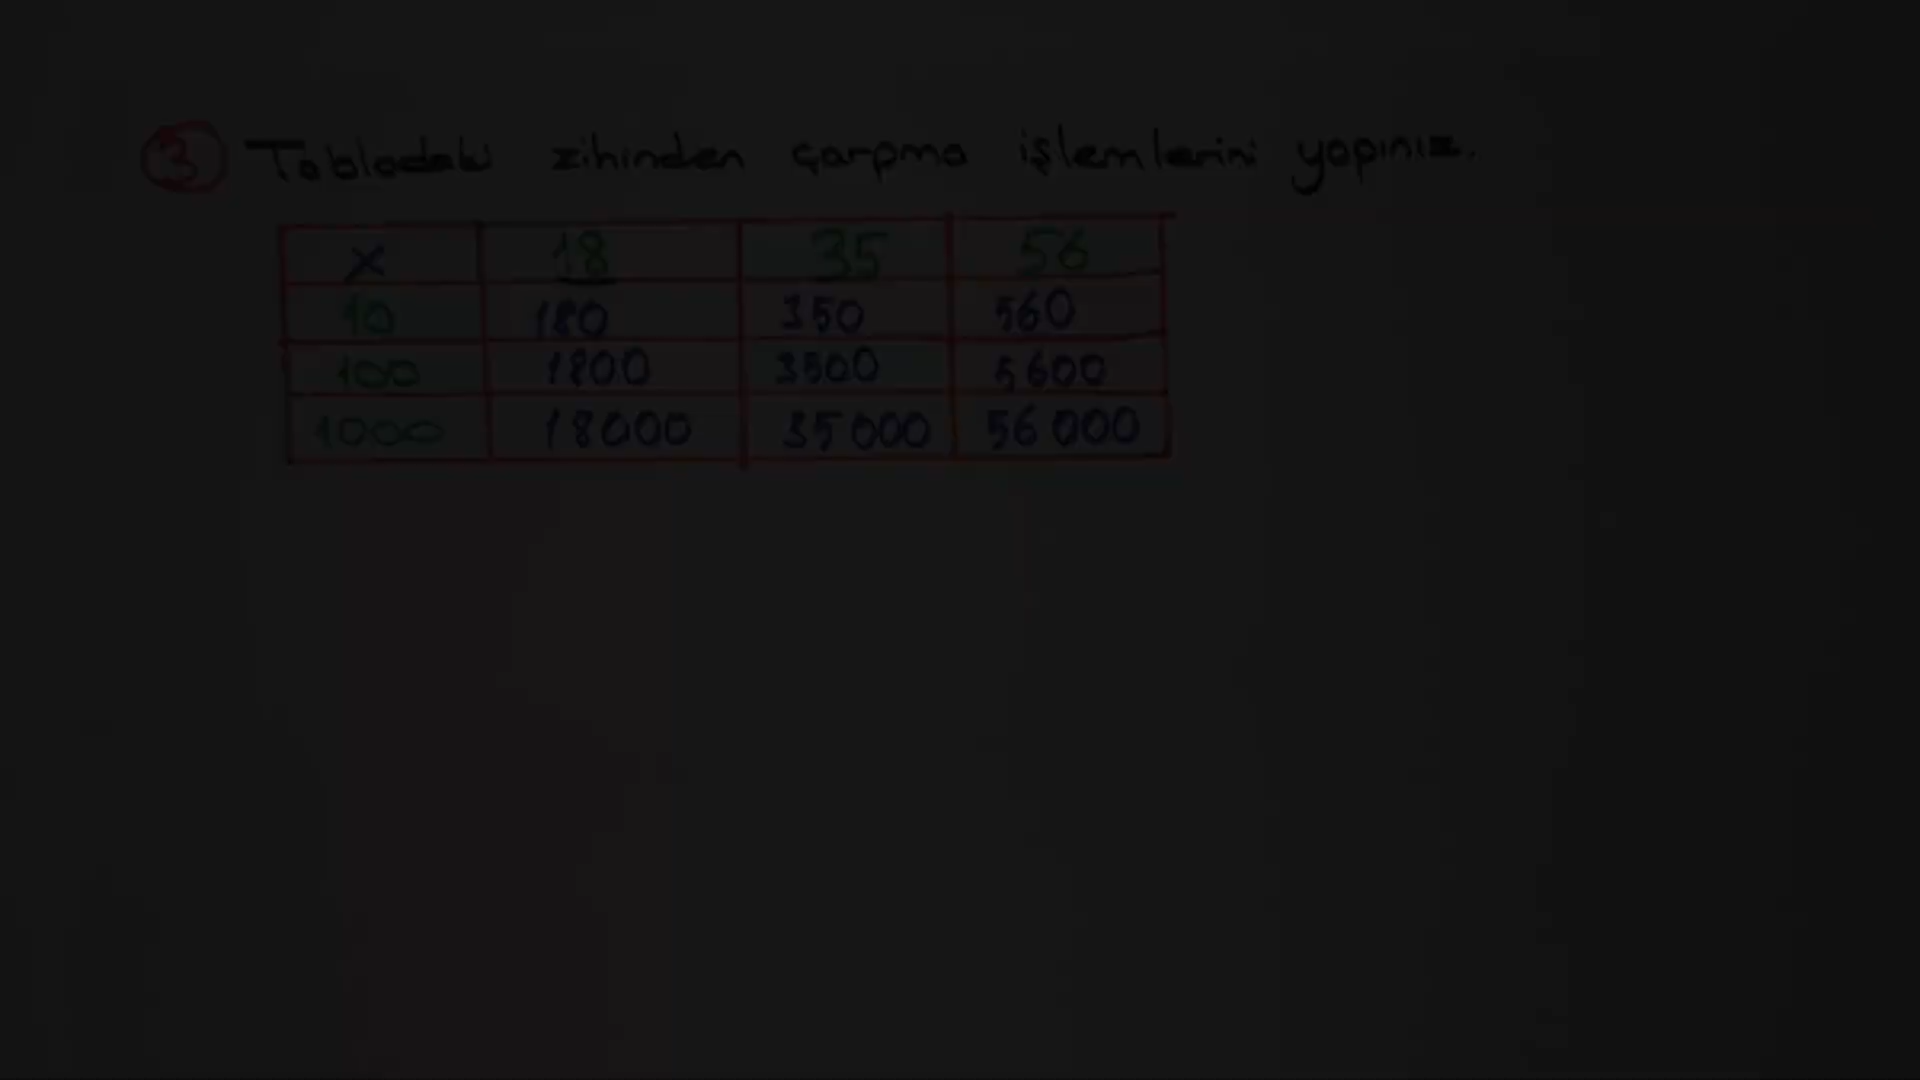 3 Tablodaki zihinden çarpma işlemlerini yapınız.
x 18 35 56
10 180 350 560
100 1800 3500 5600
1000 18000 35000 56000